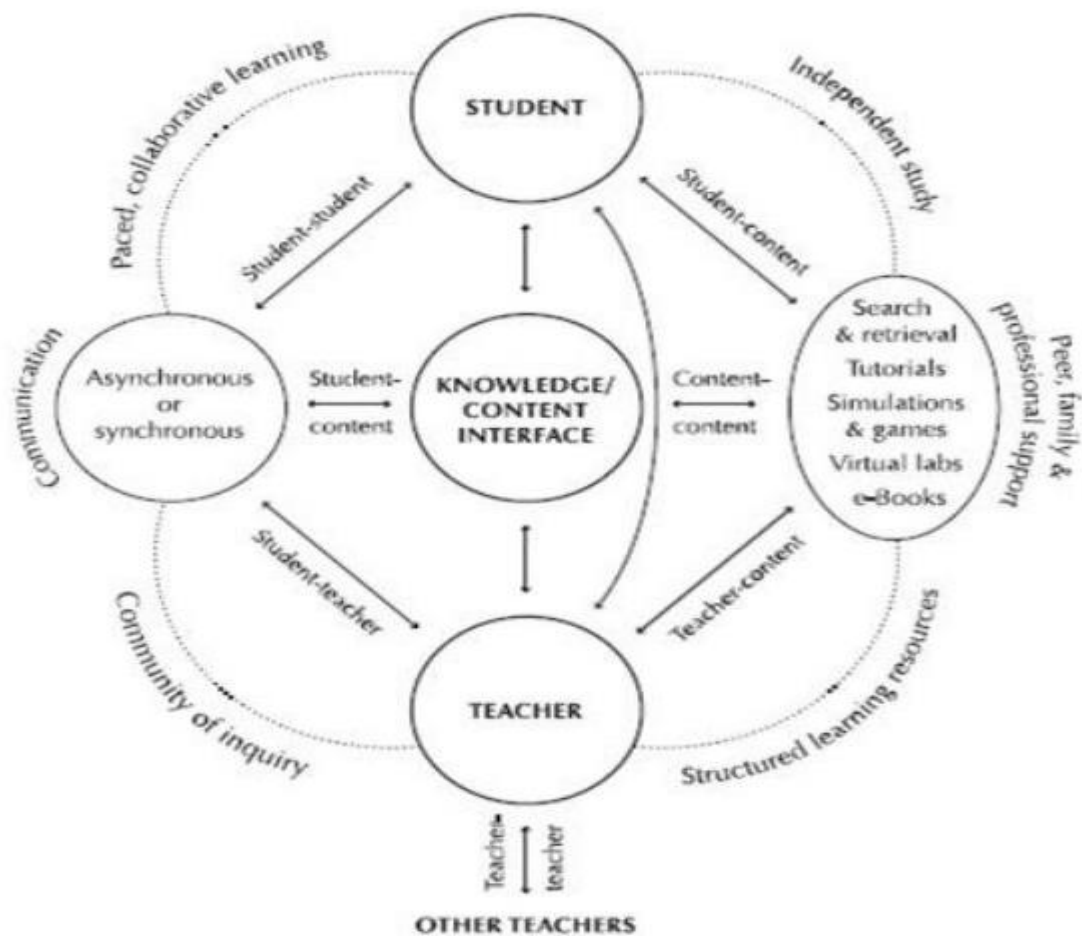 STUDENT
Paced, collaborative learning
Independent study
Student-student
Student-content
Communication
Asynchronous
or
synchronous
Student-
content
KNOWLEDGE/
CONTENT
INTERFACE
Content-
content
Search
& retrieval
Tutorials
Simulations
& games
Virtual labs
e-Books
Peer, family &
professional support
Student-teacher
Teacher-content
Community of inquiry
TEACHER
Structured learning resources
Teacher-
teacher
OTHER TEACHERS